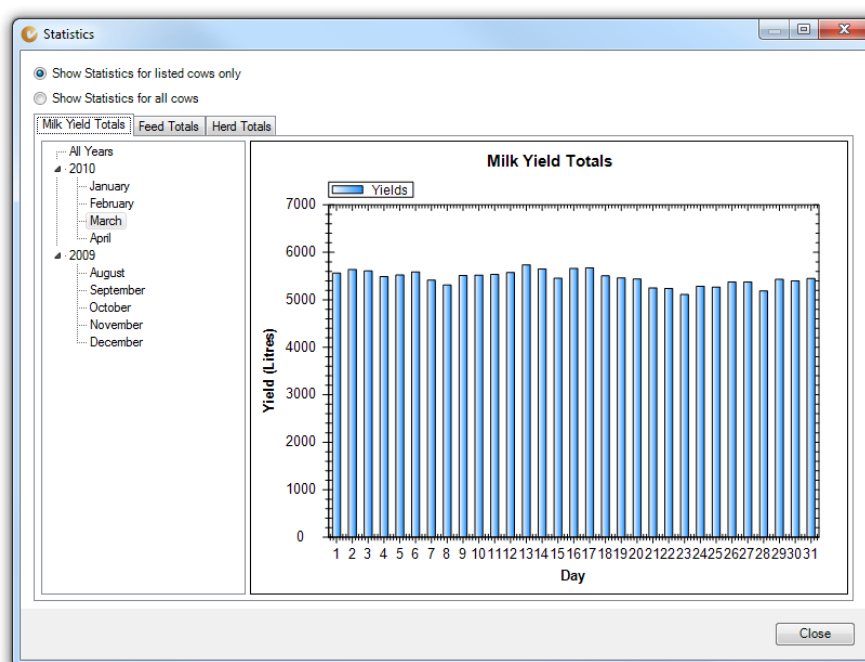 Statistics
Show Statistics for listed cows only
Show Statistics for all cows
Milk Yield Totals Feed Totals Herd Totals
All Years
2010
January
February
March
April
2009
August
September
October
November
December
Milk Yield Totals
Yields
7000
6000
5000
4000
3000
2000
1000
0
Yield (Litres)
1 2 3 4 5 6 7 8 9 10 11 12 13 14 15 16 17 18 19 20 21 22 23 24 25 26 27 28 29 30 31
Day
Close